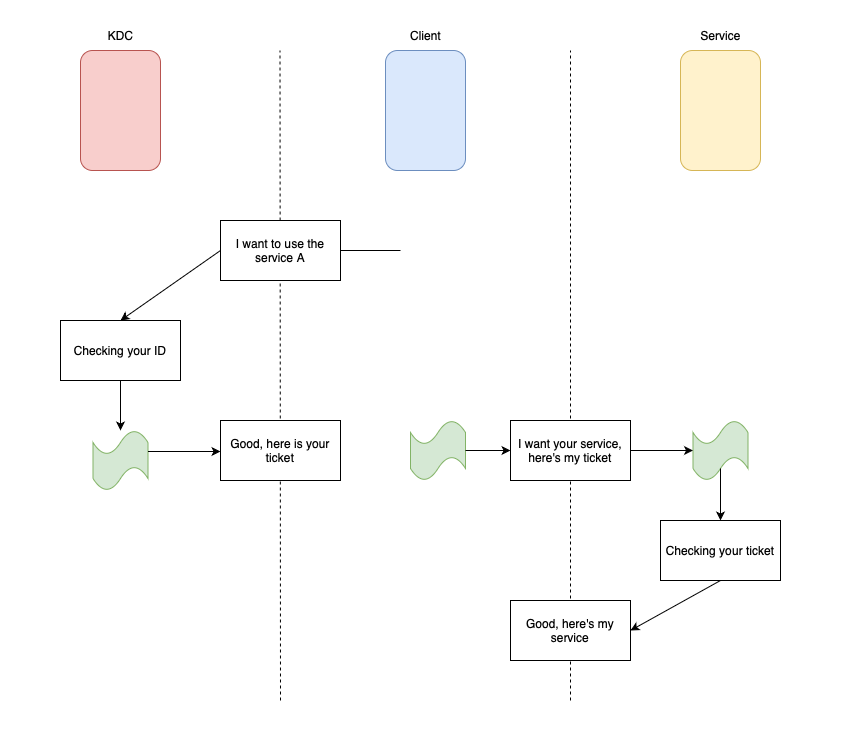 KDC
Client
Service
I want to use the
service A
Checking your ID
Good, here is your
ticket
I want your service,
here's my ticket
Checking your ticket
Good, here's my
service